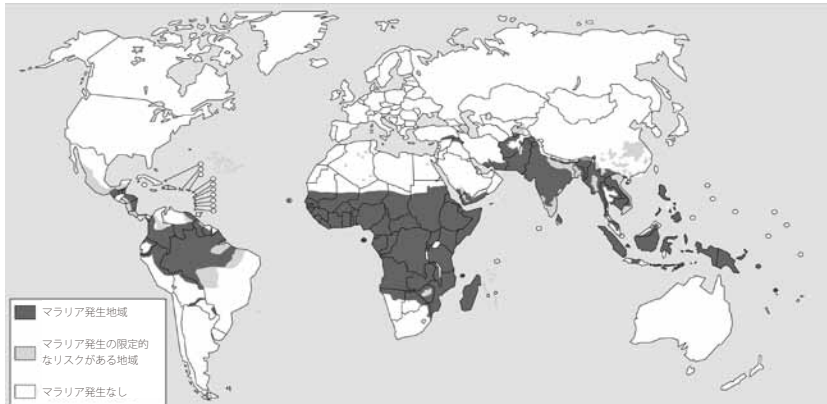 マラリア発生地域
マラリア発生の限定的
なリスクがある地域
マラリア発生なし